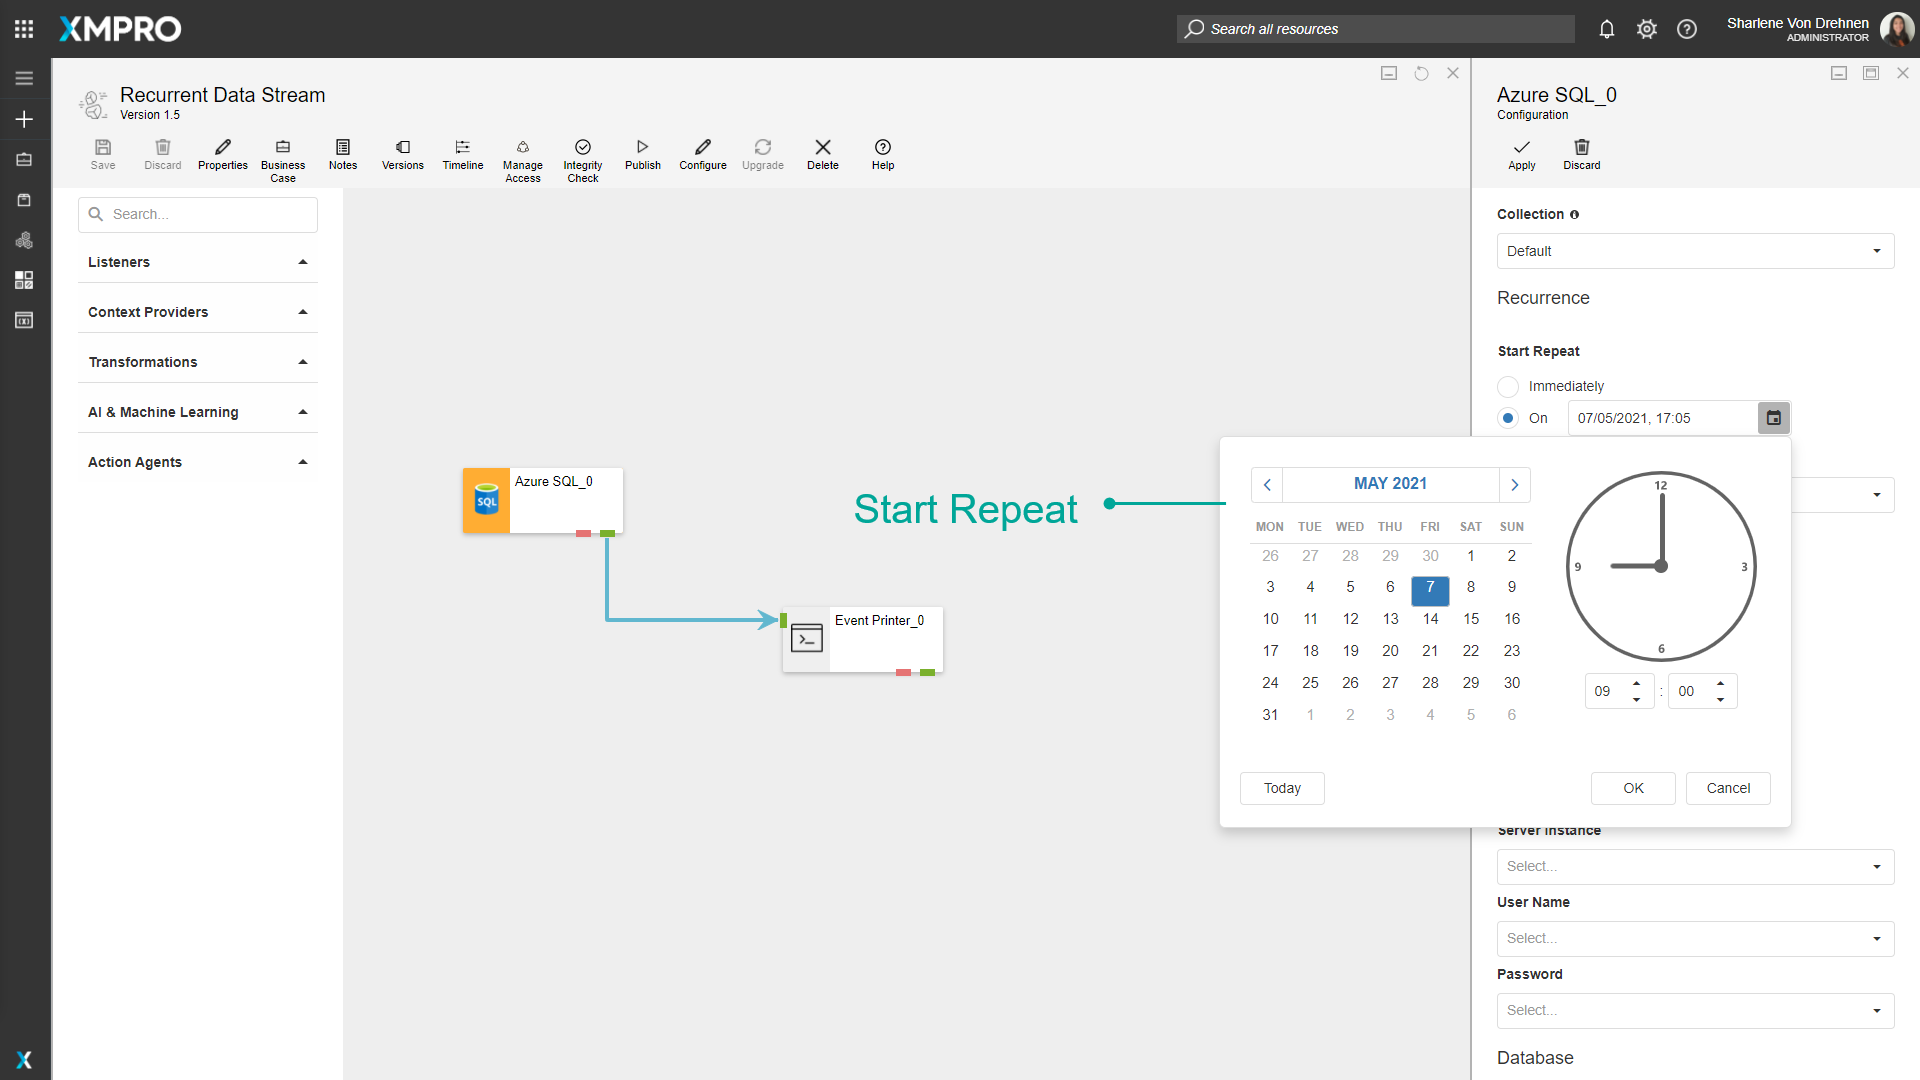 XMPRO
Search all resources
Sharlene Von Drehnen
ADMINISTRATOR
Recurrent Data Stream
Version 1.5
Save
Discard
Properties
Business Case
Notes
Versions
Timeline
Manage Access
Integrity Check
Publish
Configure
Upgrade
Delete
Help
Search...
Listeners
Context Providers
Transformations
AI & Machine Learning
Action Agents
Azure SQL_0
SQL
Event Printer_0
Start Repeat
Azure SQL_0
Configuration
Apply
Discard
Collection
Default
Recurrence
Start Repeat
Immediately
On 07/05/2021, 17:05
MAY 2021
MON TUE WED THU FRI SAT SUN
26 27 28 29 30 1 2
3 4 5 6 7 8 9
10 11 12 13 14 15 16
17 18 19 20 21 22 23
24 25 26 27 28 29 30
31 1 2 3 4 5 6
12
9 3
6
09 : 00
Today
OK
Cancel
Server Instance
Select...
User Name
Select...
Password
Select...
Database
X